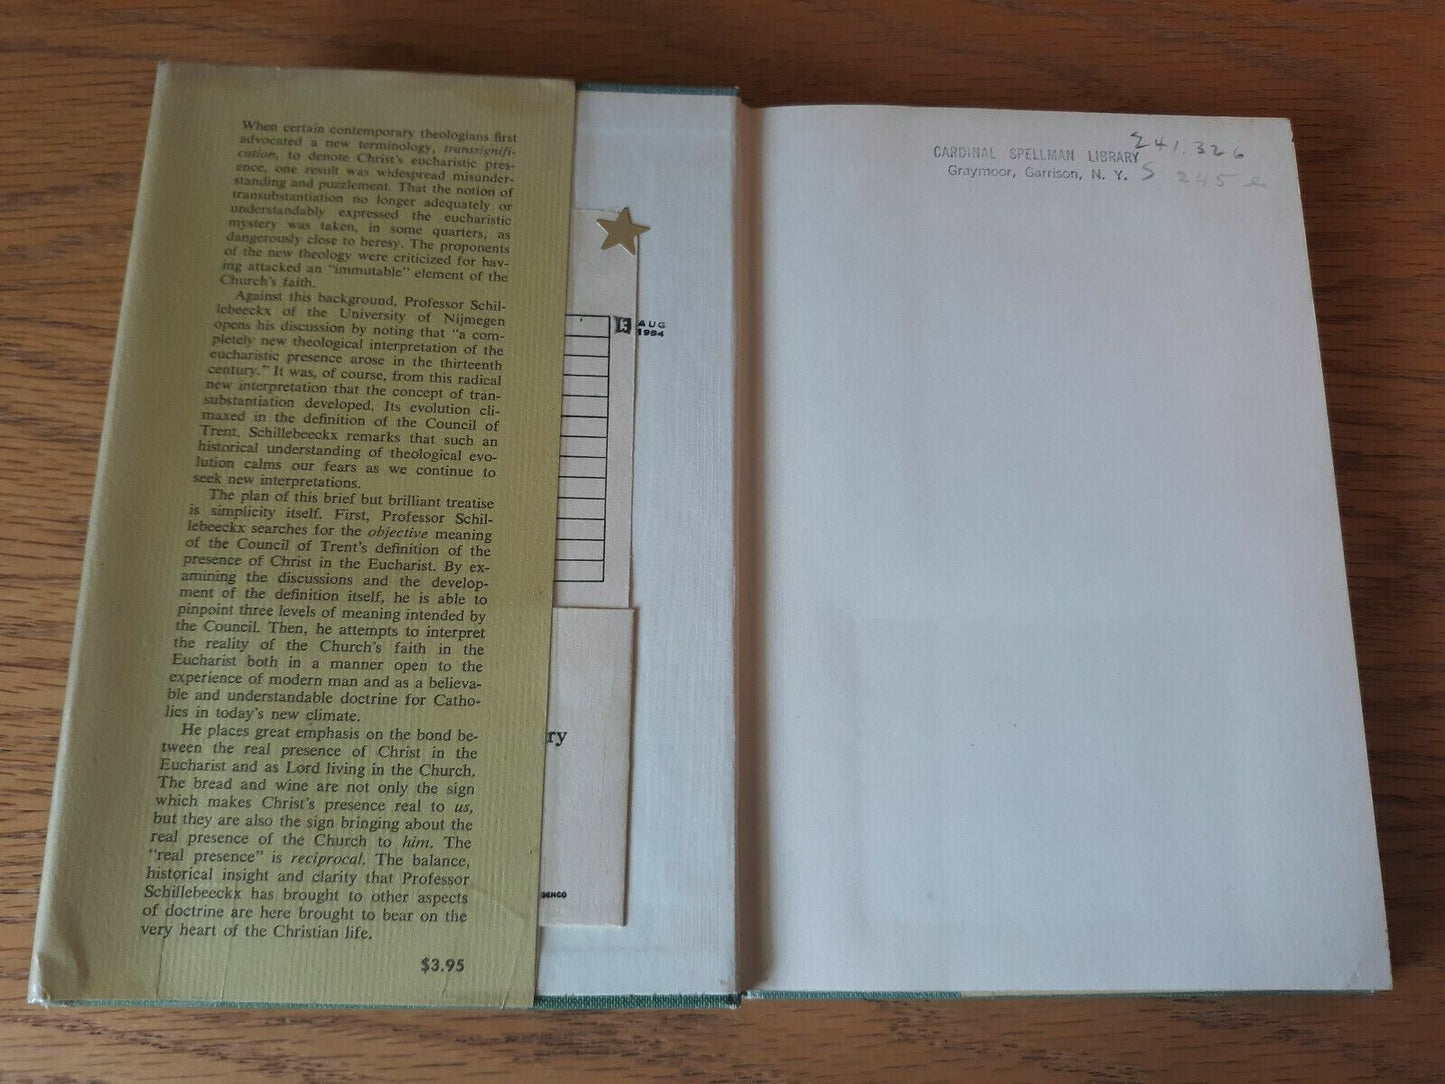 When certain contemporary theologians first
advocated a new terminology, transsignifi-
cation, to denote Christ's eucharistic pres-
ence, one result was widespread misunder-
standing and puzzlement. That the notion of
transubstantiation no longer adequately or
understandably expressed the eucharistic
mystery was taken, in some quarters, as
dangerously close to heresy. The proponents
of the new theology were criticized for hav-
ing attacked an "immutable" element of the
Church's faith.
Against this background, Professor Schil-
lebeeckx of the University of Nijmegen
opens his discussion by noting that "a com-
pletely new theological interpretation of the
eucharistic presence arose in the thirteenth
century." It was, of course, from this radical
new interpretation that the concept of tran-
substantiation developed. Its evolution cli-
maxed in the definition of the Council of
Trent. Schillebeeckx remarks that such an
historical understanding of theological evo-
lution calms our fears as we continue to
seek new interpretations.
The plan of this brief but brilliant treatise
is simplicity itself. First, Professor Schil-
lebeeckx searches for the objective meaning
of the Council of Trent's definition of the
presence of Christ in the Eucharist. By ex-
amining the discussions and the develop-
ment of the definition itself, he is able to
pinpoint three levels of meaning intended by
the Council. Then, he attempts to interpret
the reality of the Church's faith in the
Eucharist both in a manner open to the
experience of modern man and as a believa-
ble and understandable doctrine for Catho-
lics in today's new climate.
He places great emphasis on the bond be-
tween the real presence of Christ in the
Eucharist and as Lord living in the Church.
The bread and wine are not only the sign
which makes Christ's presence real to us,
but they are also the sign bringing about the
real presence of the Church to him. The
"real presence" is reciprocal. The balance,
historical insight and clarity that Professor
Schillebeeckx has brought to other aspects
of doctrine are here brought to bear on the
very heart of the Christian life.
$3.95
AUG
ry
DEMCO
241.326
CARDINAL SPELLMAN LIBRARY
Graymoor, Garrison, N. Y. S 245